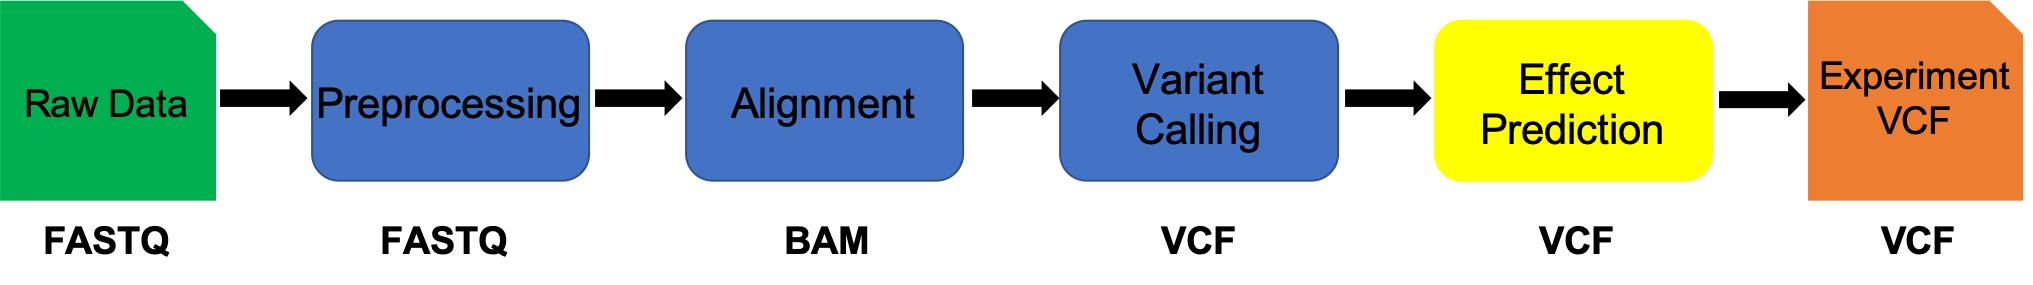 Raw Data
Preprocessing
Alignment
Variant
Calling
Effect
Prediction
Experiment
VCF
FASTQ
FASTQ
BAM
VCF
VCF
VCF